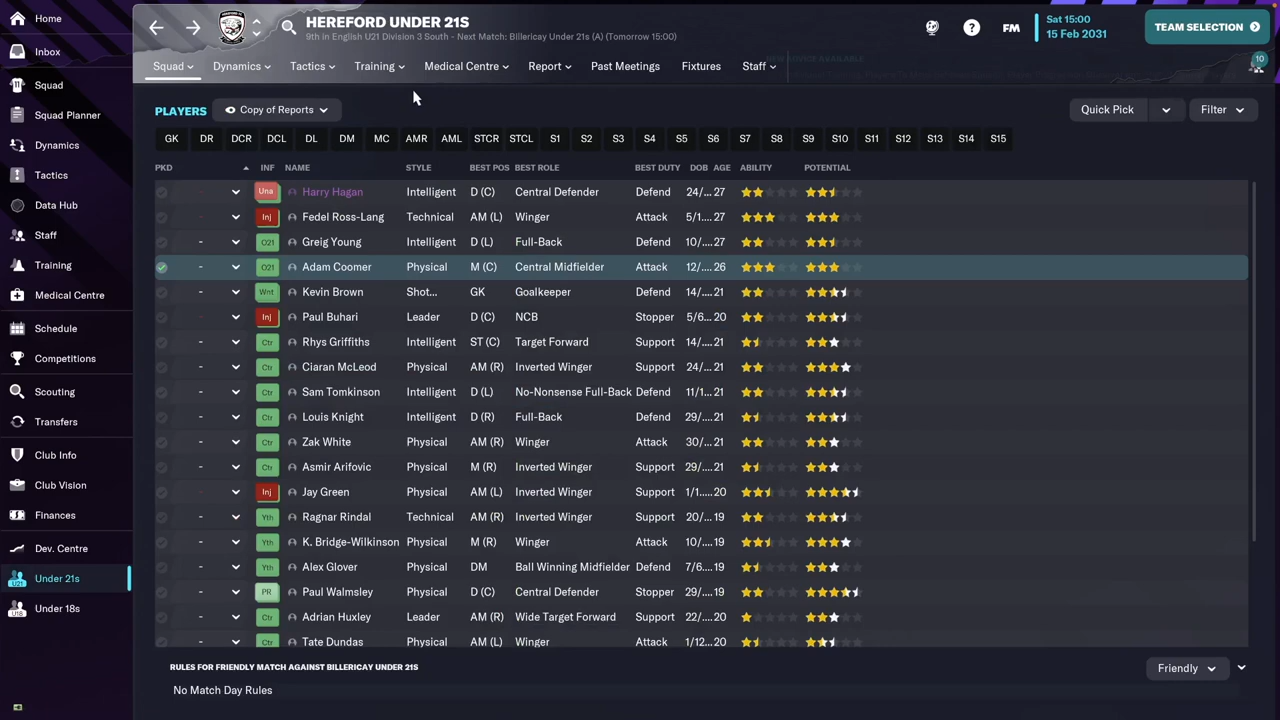 Home
Inbox
Squad
Squad Planner
Dynamics
Tactics
Data Hub
Staff
Training
Medical Centre
Schedule
Competitions
Scouting
Transfers
Club Info
Club Vision
Finances
Dev. Centre
Under 21s
Under 18s
HEREFORD UNDER 21S
9th in English U21 Division 3 South - Next Match: Billericay Under 21s (A) (Tomorrow 15:00)
FM
Sat 15:00
15 Feb 2031
TEAM SELECTION
Squad Dynamics Tactics Training Medical Centre Report Past Meetings Fixtures Staff
10
PLAYERS Copy of Reports Quick Pick Filter
GK DR DCR DCL DL DM MC AMR AML STCR STCL S1 S2 S3 S4 S5 S6 S7 S8 S9 S10 S11 S12 S13 S14 S15
PKD INF NAME STYLE BEST POS BEST ROLE BEST DUTY DOB AGE ABILITY POTENTIAL
- Una Harry Hagan Intelligent D (C) Central Defender Defend 24/... 27
- Inj Fedel Ross-Lang Technical AM (L) Winger Attack 5/1.... 27
- O21 Greig Young Intelligent D (L) Full-Back Defend 10/... 27
- O21 Adam Coomer Physical M (C) Central Midfielder Attack 12/.... 26
- Wnt Kevin Brown Shot... GK Goalkeeper Defend 14/... 21
- Inj Paul Buhari Leader D (C) NCB Stopper 5/6... 20
- Ctr Rhys Griffiths Intelligent ST (C) Target Forward Support 14/.... 21
- Ctr Ciaran McLeod Physical AM (R) Inverted Winger Support 24/... 21
- Ctr Sam Tomkinson Intelligent D (L) No-Nonsense Full-Back Defend 11/1... 21
- Ctr Louis Knight Intelligent D (R) Full-Back Defend 29/... 21
- Ctr Zak White Physical AM (R) Winger Attack 30/... 21
- Ctr Asmir Arifovic Physical M (R) Inverted Winger Support 29/... 21
- Inj Jay Green Physical AM (L) Inverted Winger Support 1/1.... 20
- Yth Ragnar Rindal Technical AM (R) Inverted Winger Support 16/... 19
- Yth K. Bridge-Wilkinson Physical M (R) Winger Attack 10/... 19
- Yth Alex Glover Physical DM Ball Winning Midfielder Defend 7/6... 19
- PR Paul Walmsley Physical D (C) Central Defender Stopper 29/... 19
- Ctr Adrian Huxley Leader AM (R) Wide Target Forward Support 22/... 20
- Ctr Tate Dundas Physical AM (L) Winger Attack 1/12... 20
RULES FOR FRIENDLY MATCH AGAINST BILLERICAY UNDER 21S
Friendly
No Match Day Rules